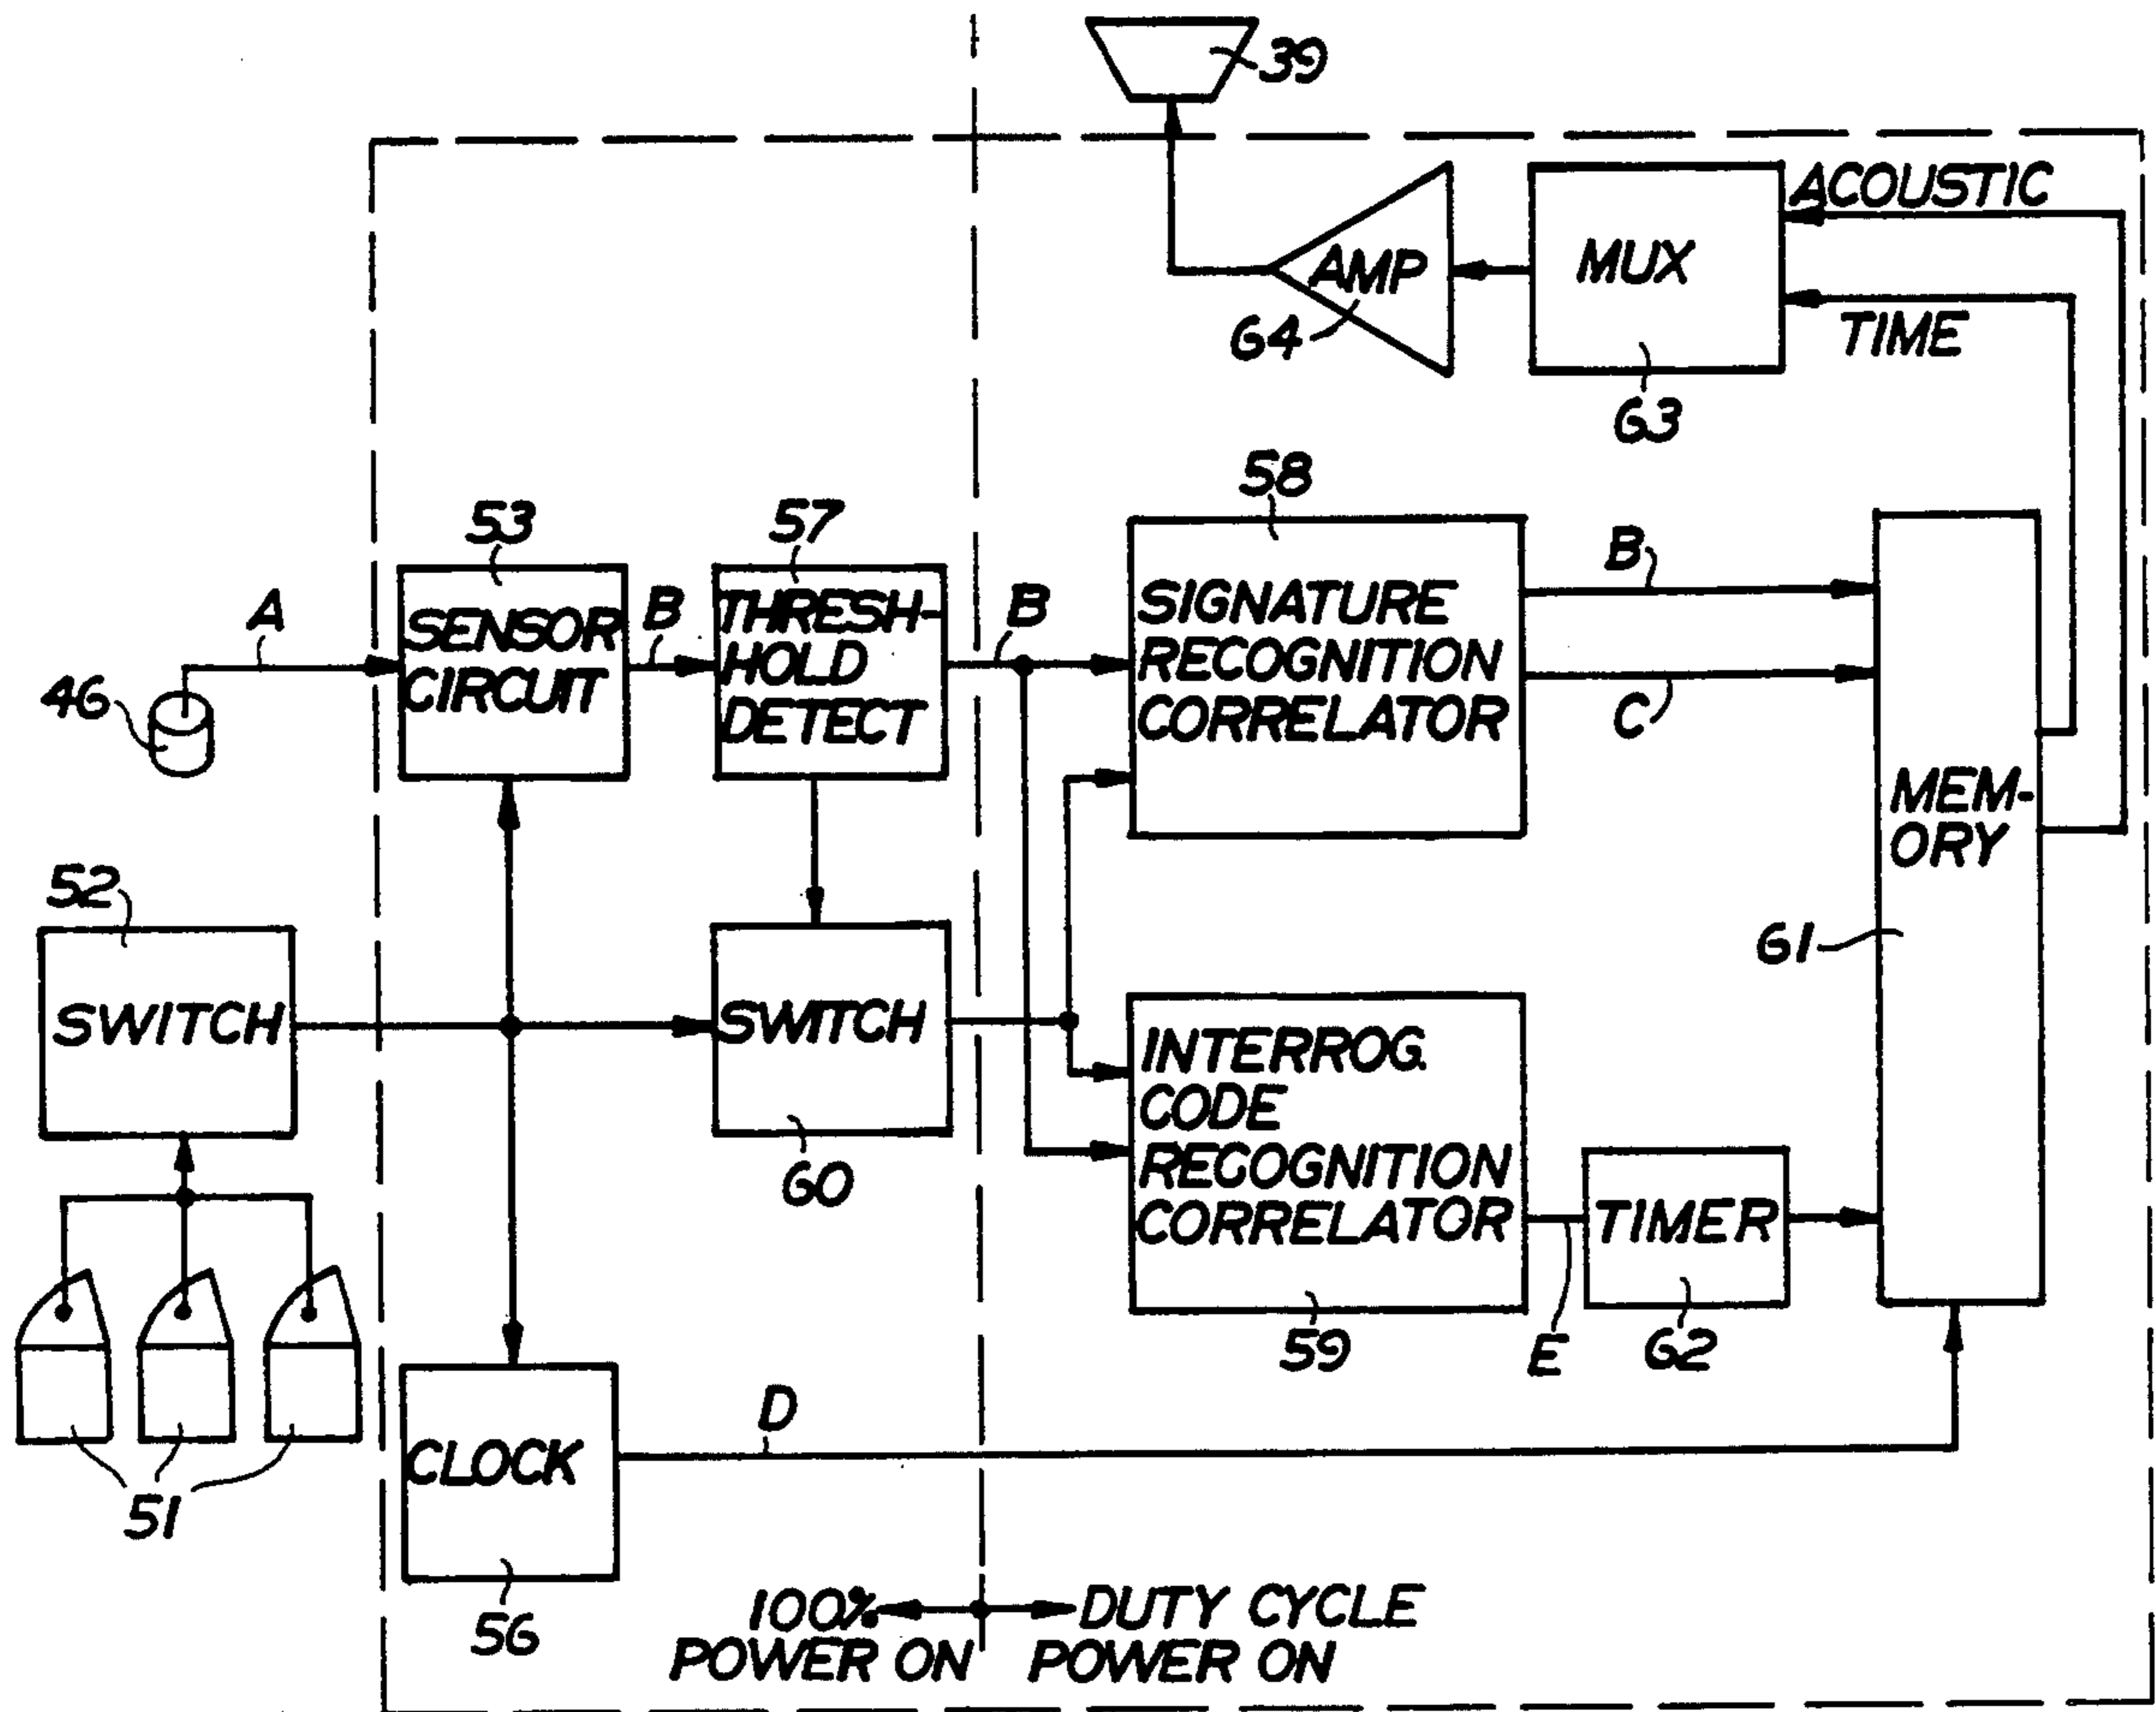 39
ACOUSTIC
AMP
MUX
64
TIME
63
58
53
57
B
A
B
B
SENSOR
CIRCUIT
THRESH-
HOLD
DETECT
SIGNATURE
RECOGNITION
CORRELATOR
46
C
MEM-
ORY
52
61
SWITCH
SWITCH
INTERROG.
CODE
RECOGNITION
CORRELATOR
60
TIMER
59
E
62
D
CLOCK
51
56
100%
POWER ON
DUTY CYCLE
POWER ON